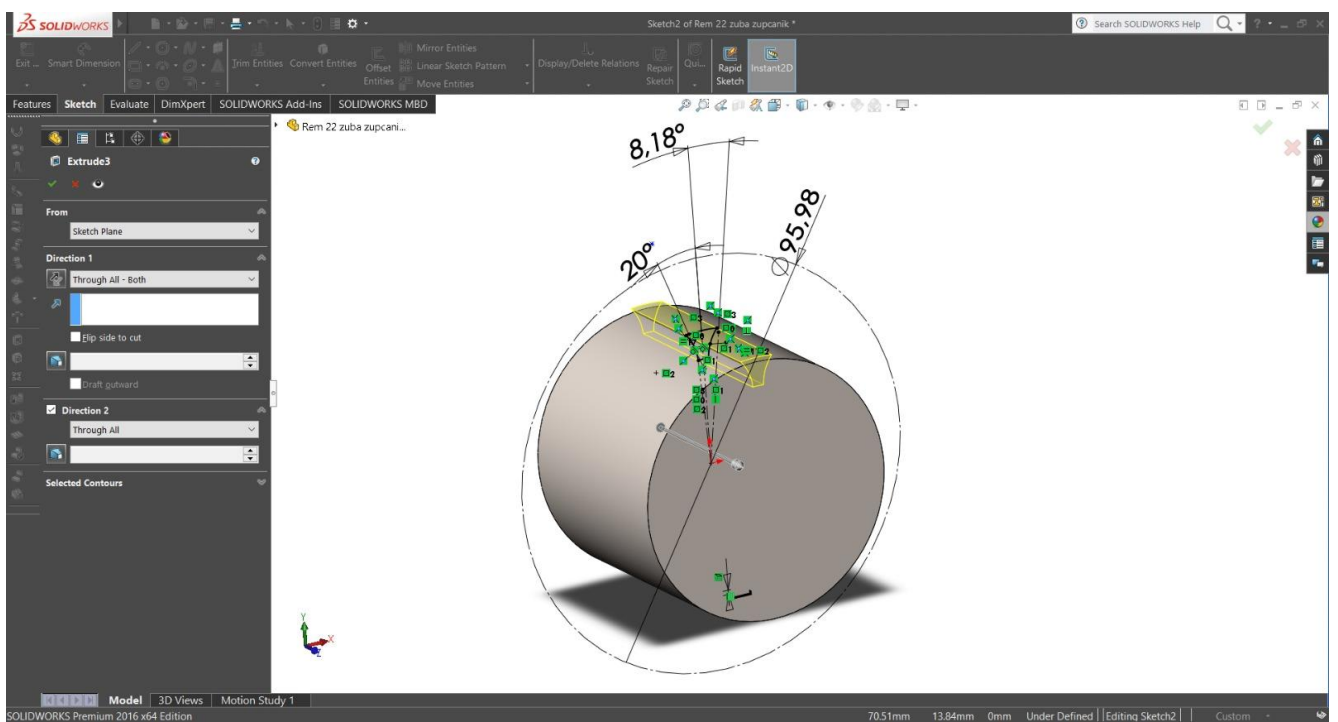 SOLIDWORKS
Sketch2 of Rem 22 zuba zupcanik *
Search SOLIDWORKS Help
Exit ...
Smart Dimension
Trim Entities
Convert Entities
Offset Entities
Mirror Entities
Linear Sketch Pattern
Move Entities
Display/Delete Relations
Repair Sketch
Qui...
Rapid Sketch
Instant2D
Features
Sketch
Evaluate
DimXpert
SOLIDWORKS Add-Ins
SOLIDWORKS MBD
Rem 22 zuba zupcani...
Extrude3
From
Sketch Plane
Direction 1
Through All - Both
Flip side to cut
Draft outward
Direction 2
Through All
Selected Contours
8,18°
20°
Ø 95,98
Y
X
Z
Model
3D Views
Motion Study 1
SOLIDWORKS Premium 2016 x64 Edition
70.51mm
13.84mm
0mm
Under Defined
Editing Sketch2
Custom